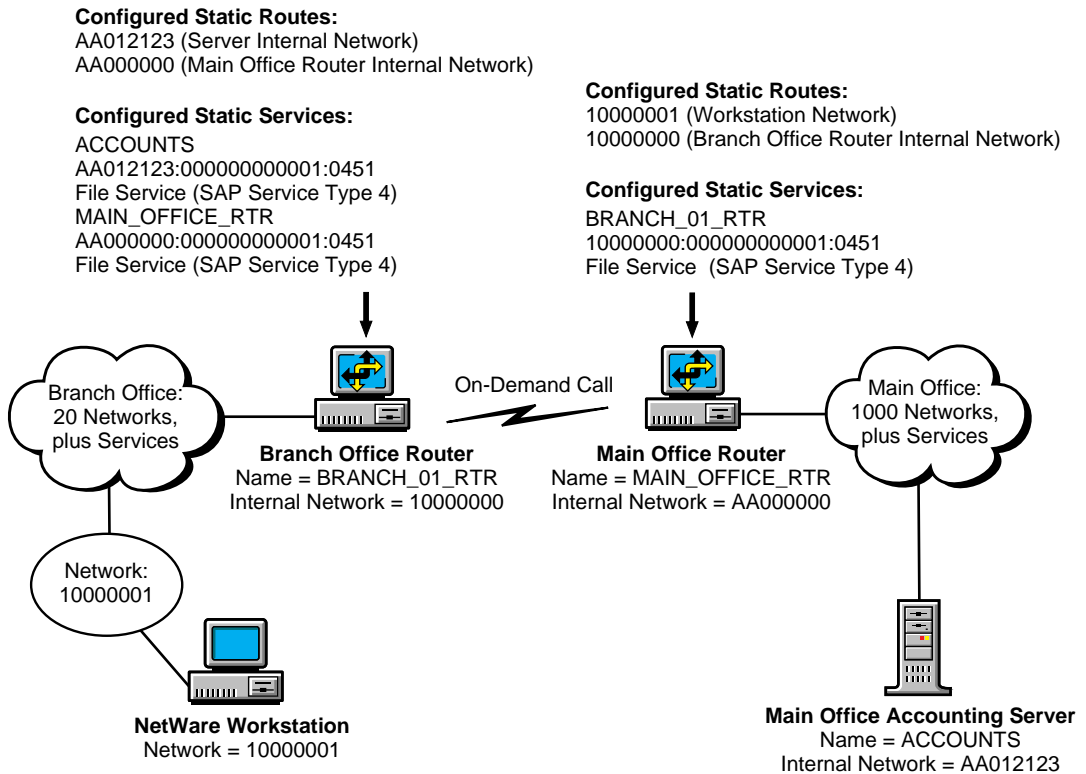 Configured Static Routes:
AA012123 (Server Internal Network)
AA000000 (Main Office Router Internal Network)
Configured Static Services:
ACCOUNTS
AA012123:000000000001:0451
File Service (SAP Service Type 4)
MAIN_OFFICE_RTR
AA000000:000000000001:0451
File Service (SAP Service Type 4)
Configured Static Routes:
10000001 (Workstation Network)
10000000 (Branch Office Router Internal Network)
Configured Static Services:
BRANCH_01_RTR
10000000:000000000001:0451
File Service (SAP Service Type 4)
Branch Office:
20 Networks,
plus Services
On-Demand Call
Main Office:
1000 Networks,
plus Services
Branch Office Router
Name = BRANCH_01_RTR
Internal Network = 10000000
Main Office Router
Name = MAIN_OFFICE_RTR
Internal Network = AA000000
Network:
10000001
NetWare Workstation
Network = 10000001
Main Office Accounting Server
Name = ACCOUNTS
Internal Network = AA012123